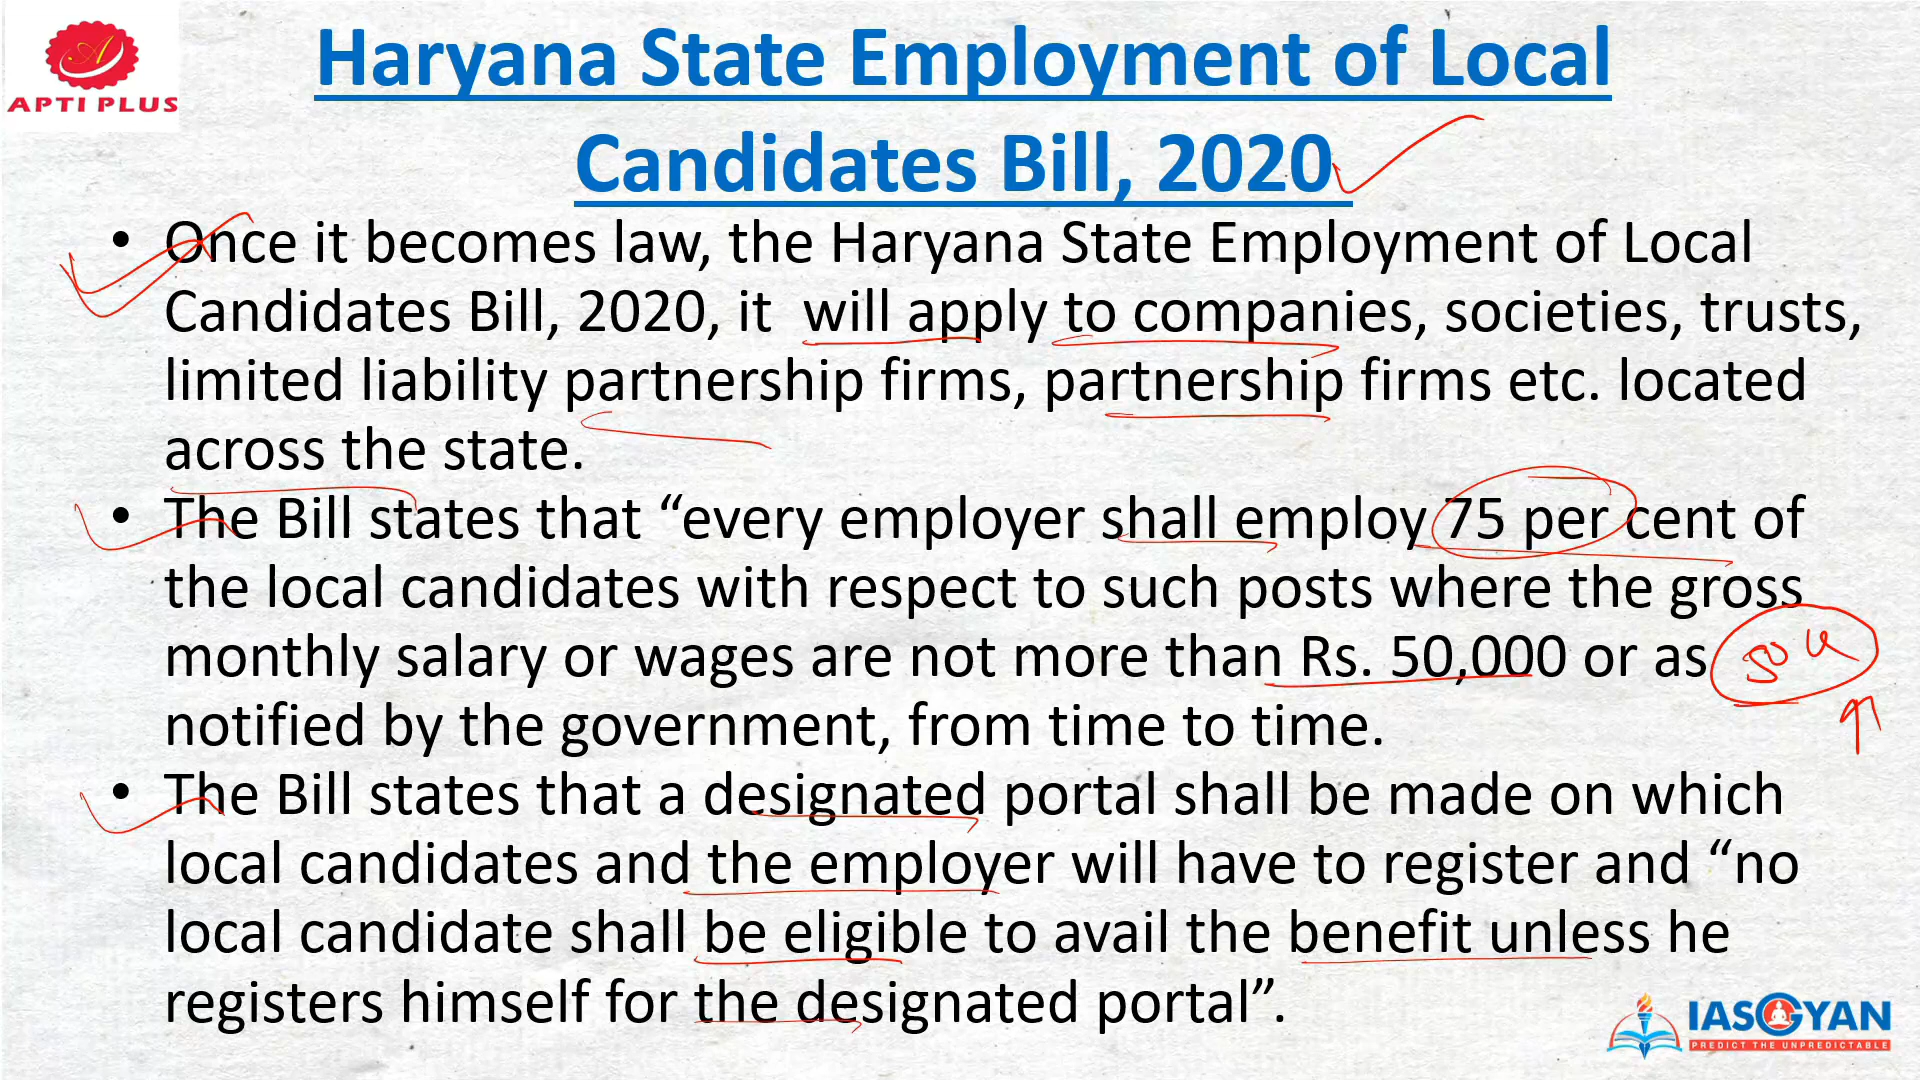 APTI PLUS
Haryana State Employment of Local
Candidates Bill, 2020
• Once it becomes law, the Haryana State Employment of Local
Candidates Bill, 2020, it will apply to companies, societies, trusts,
limited liability partnership firms, partnership firms etc. located
across the state.
• The Bill states that “every employer shall employ 75 per cent of
the local candidates with respect to such posts where the gross
monthly salary or wages are not more than Rs. 50,000 or as
notified by the government, from time to time.
• The Bill states that a designated portal shall be made on which
local candidates and the employer will have to register and “no
local candidate shall be eligible to avail the benefit unless he
registers himself for the designated portal”.
IASGYAN
PREDICT THE UNPREDICTABLE